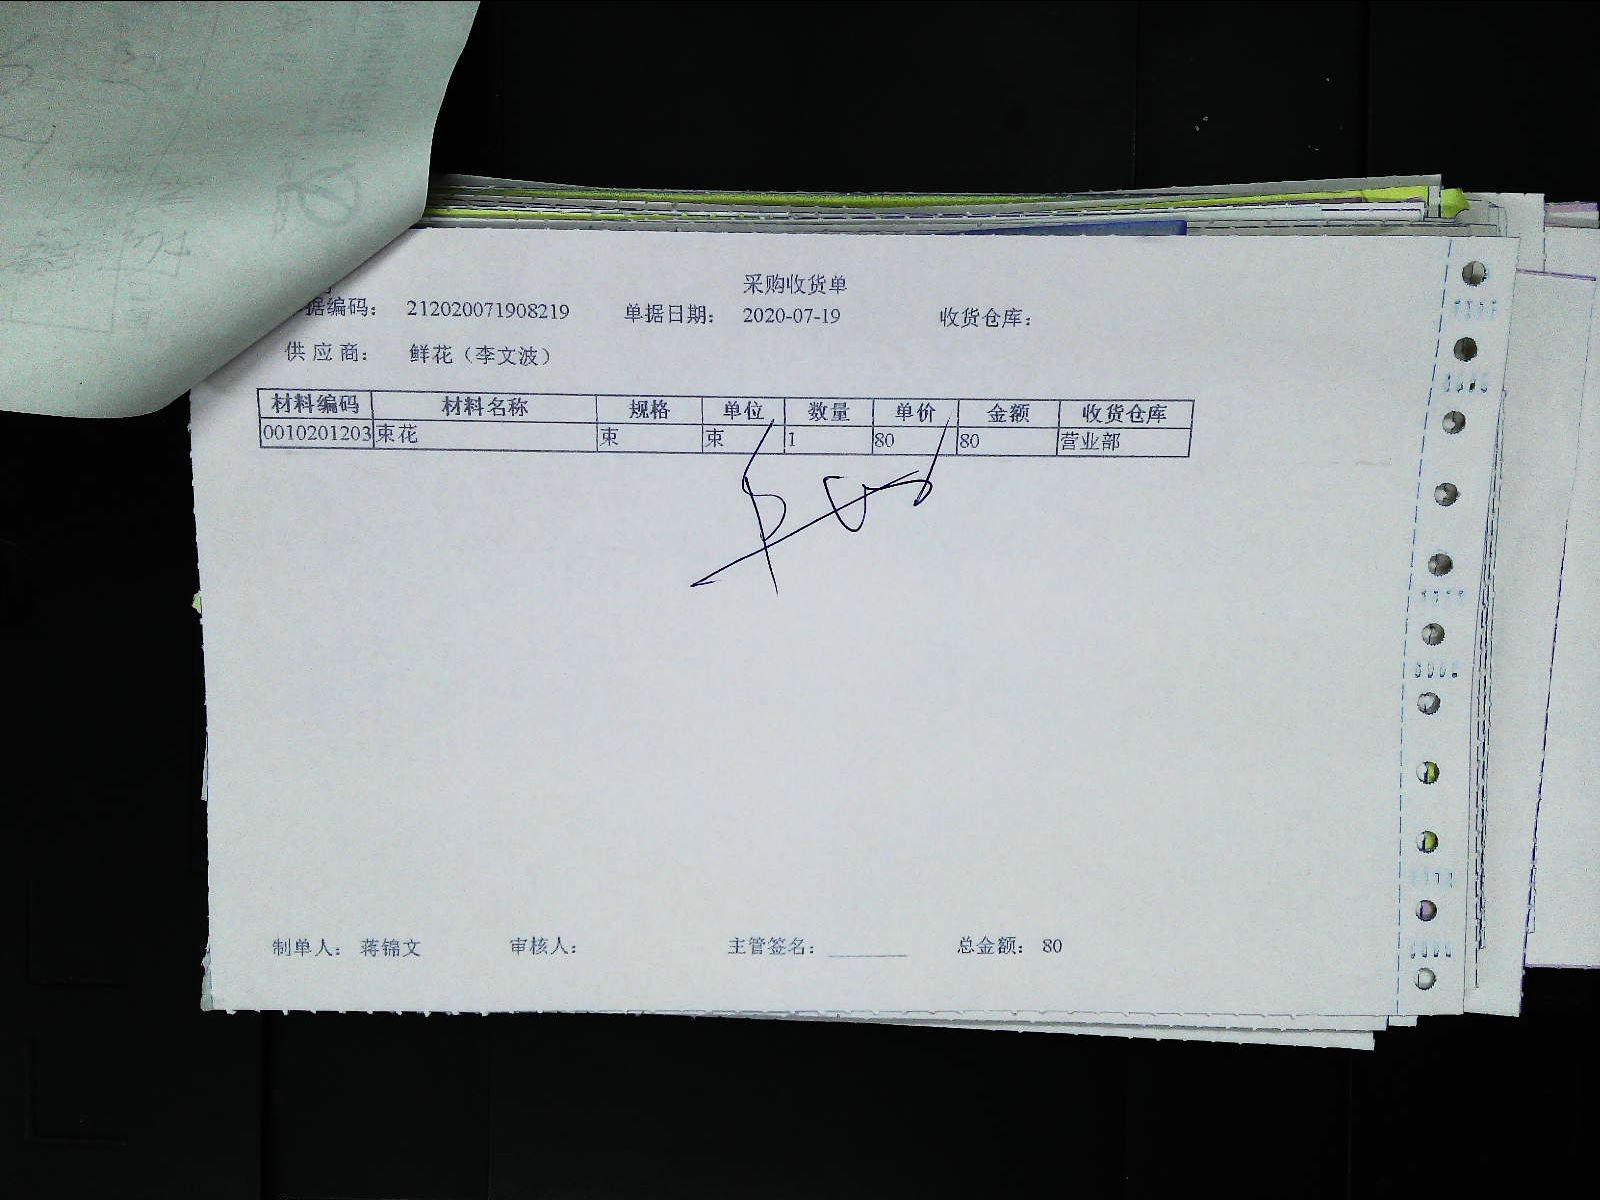 采购收货单
据编码： 212020071908219 单据日期： 2020-07-19 收货仓库：
供应商： 鲜花（李文波）
材料编码 材料名称 规格 单位 数量 单价 金额 收货仓库
0010201203 束花 束 束 1 80 80 营业部
制单人： 蒋锦文 审核人： 主管签名： 总金额： 80